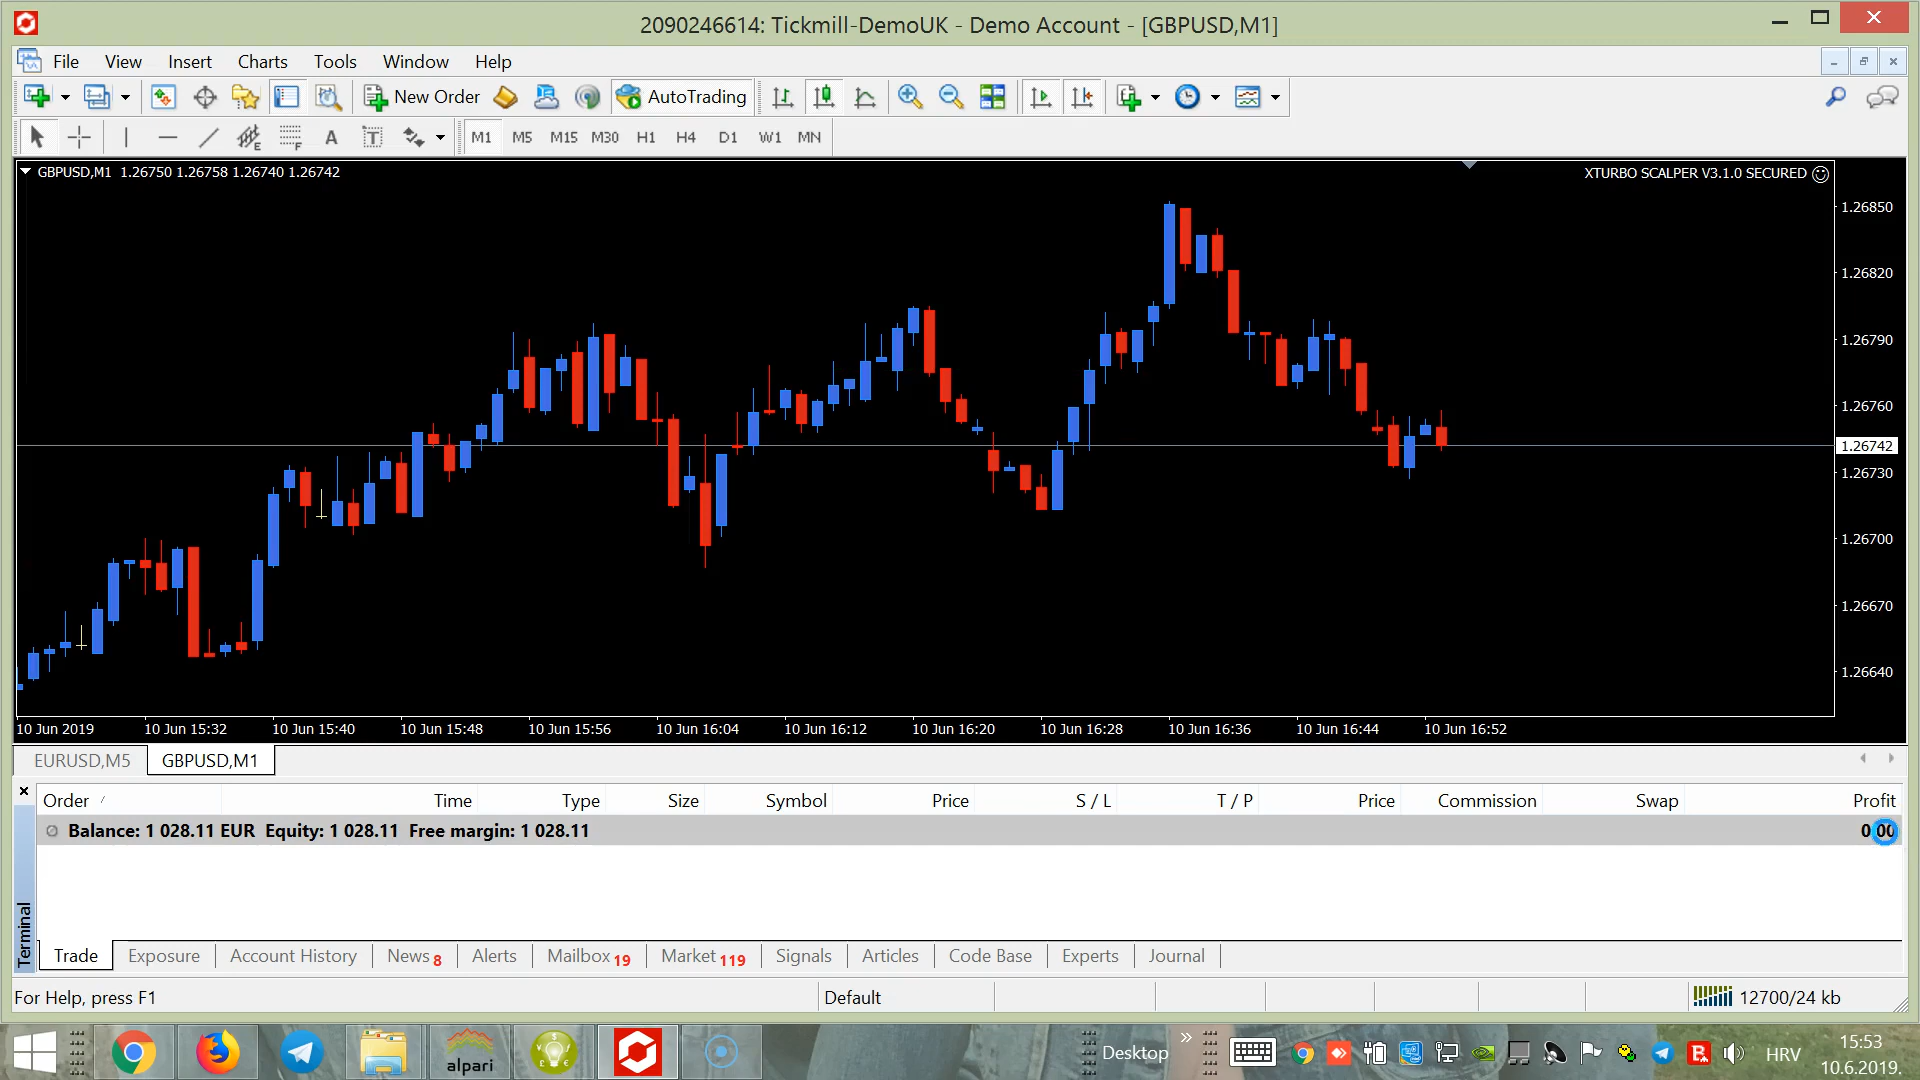 2090246614: Tickmill-DemoUK - Demo Account - [GBPUSD,M1]
File View Insert Charts Tools Window Help
New Order AutoTrading
A T M1 M5 M15 M30 H1 H4 D1 W1 MN
GBPUSD,M1 1.26750 1.26758 1.26740 1.26742
XTURBO SCALPER V3.1.0 SECURED
1.26850
1.26820
1.26790
1.26760
1.26742
1.26730
1.26700
1.26670
1.26640
10 Jun 2019 10 Jun 15:32 10 Jun 15:40 10 Jun 15:48 10 Jun 15:56 10 Jun 16:04 10 Jun 16:12 10 Jun 16:20 10 Jun 16:28 10 Jun 16:36 10 Jun 16:44 10 Jun 16:52
EURUSD,M5 GBPUSD,M1
Order Time Type Size Symbol Price S / L T / P Price Commission Swap Profit
Balance: 1 028.11 EUR Equity: 1 028.11 Free margin: 1 028.11 0.00
Terminal
Trade Exposure Account History News 8 Alerts Mailbox 19 Market 119 Signals Articles Code Base Experts Journal
For Help, press F1 Default 12700/24 kb
alpari Desktop HRV 15:53
10.6.2019.